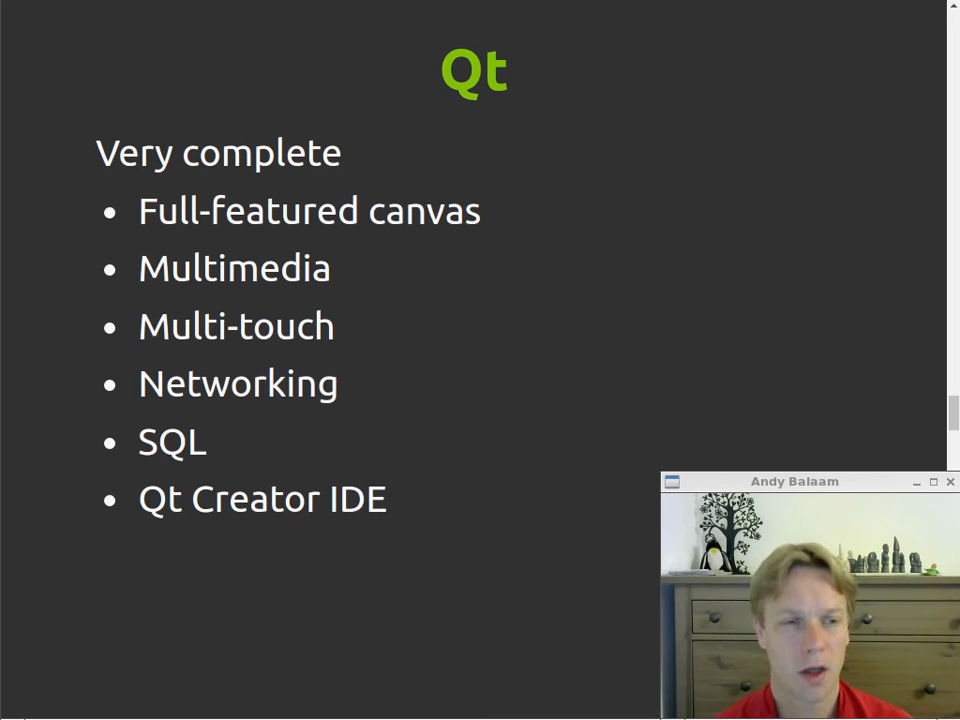 Qt
Very complete
• Full-featured canvas
• Multimedia
• Multi-touch
• Networking
• SQL
• Qt Creator IDE
Andy Balaam